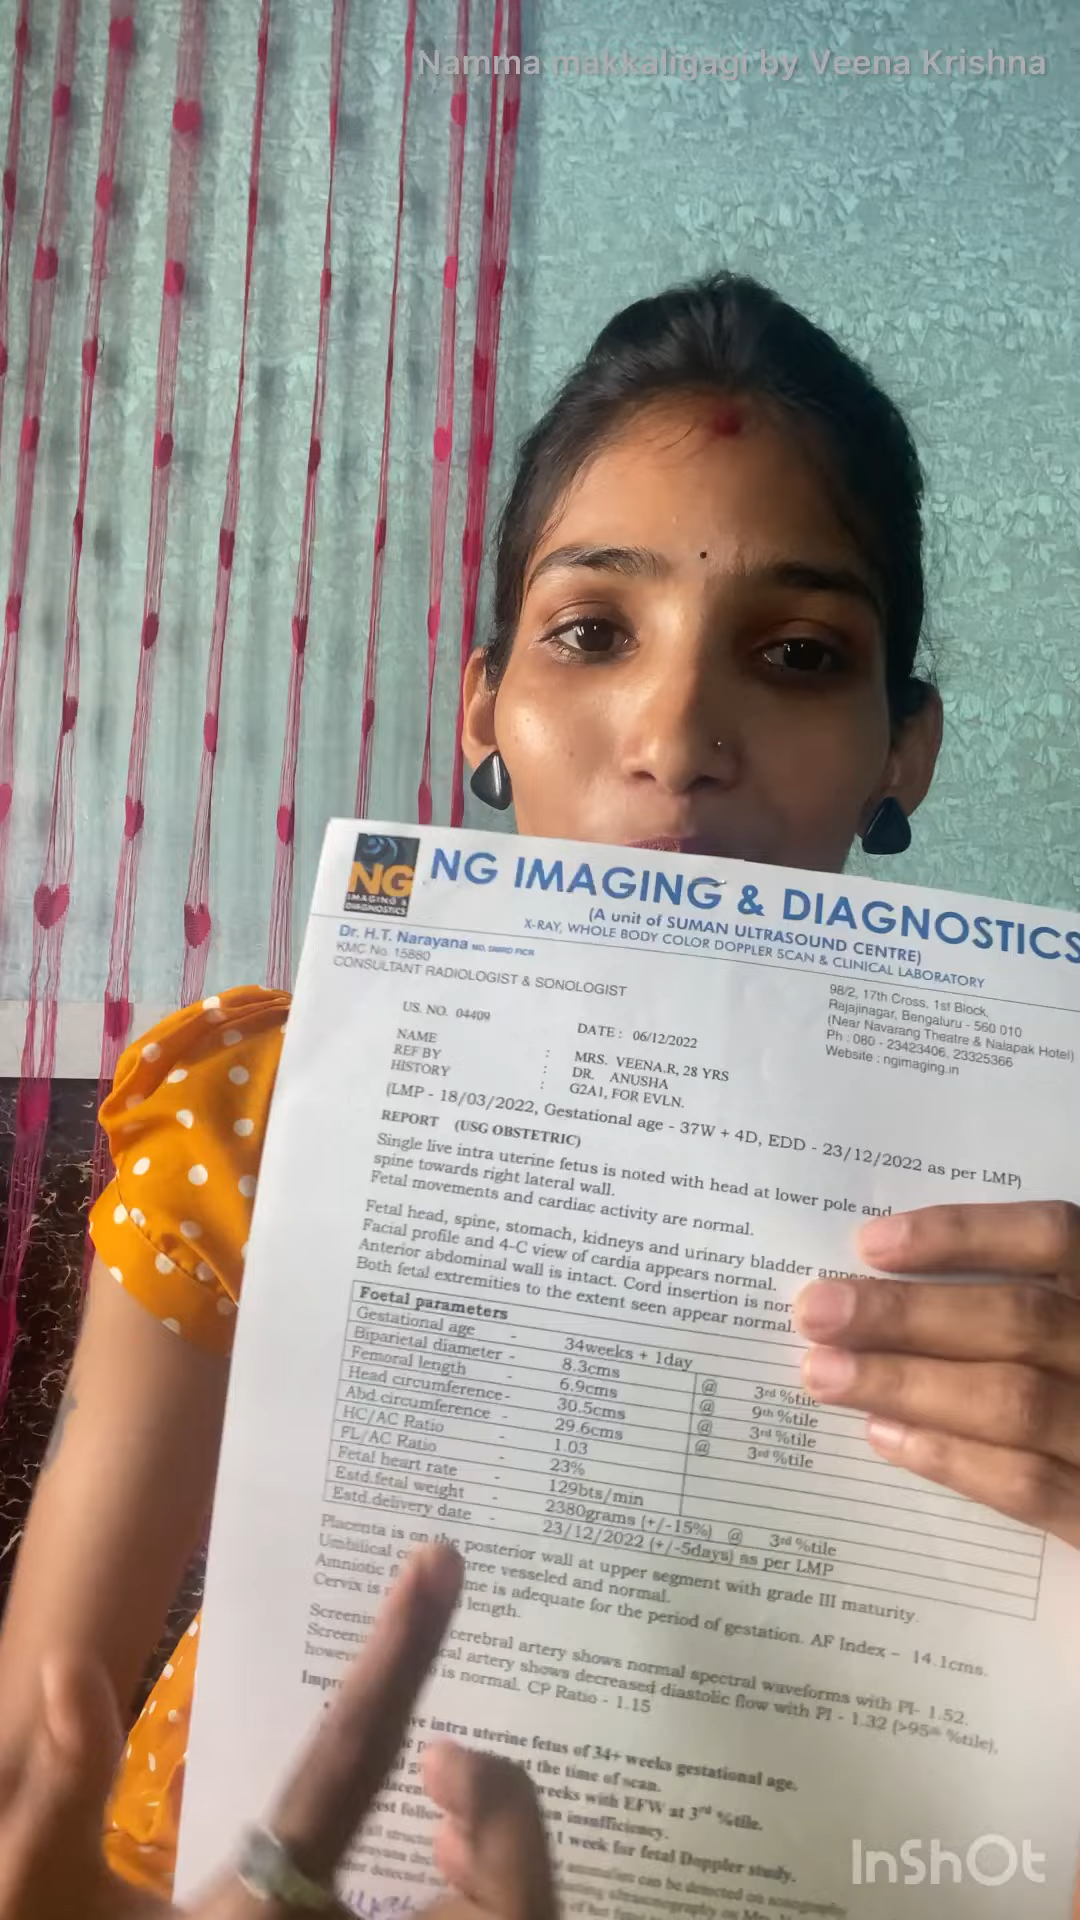 Namma makkaligagi by Veena Krishna
NG
IMAGING &
DIAGNOSTICS
NG IMAGING & DIAGNOSTICS
(A unit of SUMAN ULTRASOUND CENTRE)
X-RAY, WHOLE BODY COLOR DOPPLER SCAN & CLINICAL LABORATORY
Dr. H.T. Narayana MD, DMRD FICR
KMC No. 15880
CONSULTANT RADIOLOGIST & SONOLOGIST
98/2, 17th Cross, 1st Block,
Rajajinagar, Bengaluru - 560 010
(Near Navarang Theatre & Nalapak Hotel)
Ph : 080 - 23423406, 23325366
Website : ngimaging.in
US. NO. 04409
DATE : 06/12/2022
NAME : MRS. VEENA.R, 28 YRS
REF BY : DR. ANUSHA
HISTORY : G2A1, FOR EVLN.
(LMP - 18/03/2022, Gestational age - 37W + 4D, EDD - 23/12/2022 as per LMP)
REPORT (USG OBSTETRIC)
Single live intra uterine fetus is noted with head at lower pole and
spine towards right lateral wall.
Fetal movements and cardiac activity are normal.
Fetal head, spine, stomach, kidneys and urinary bladder
Facial profile and 4-C view of cardia appears normal.
Anterior abdominal wall is intact. Cord insertion is
Both fetal extremities to the extent seen appear normal.
Foetal parameters
Gestational age - 34weeks + 1day
Biparietal diameter - 8.3cms @ 3rd %tile
Femoral length - 6.9cms @ 9th %tile
Head circumference - 30.5cms @ 3rd %tile
Abd.circumference - 29.6cms @ 3rd %tile
HC/AC Ratio - 1.03
FL/AC Ratio - 23%
Fetal heart rate - 129bts/min
Estd.fetal weight - 2380grams (+/-15%) @ 3rd %tile
Estd.delivery date - 23/12/2022 (+/-5days) as per LMP
Placenta is on the posterior wall at upper segment with grade III maturity.
Umbilical three vesseled and normal.
Amniotic is adequate for the period of gestation. AF Index - 14.1cms.
Cervix is length.
cerebral artery shows normal spectral waveforms with PI- 1.52.
artery shows decreased diastolic flow with PI - 1.32 (>95th %tile),
is normal. CP Ratio - 1.15
intra uterine fetus of 34+ weeks gestational age.
at the time of scan.
weeks with EFW at 3rd %tile.
insufficiency.
1 week for fetal Doppler study.
can be detected on sonography
InShOt